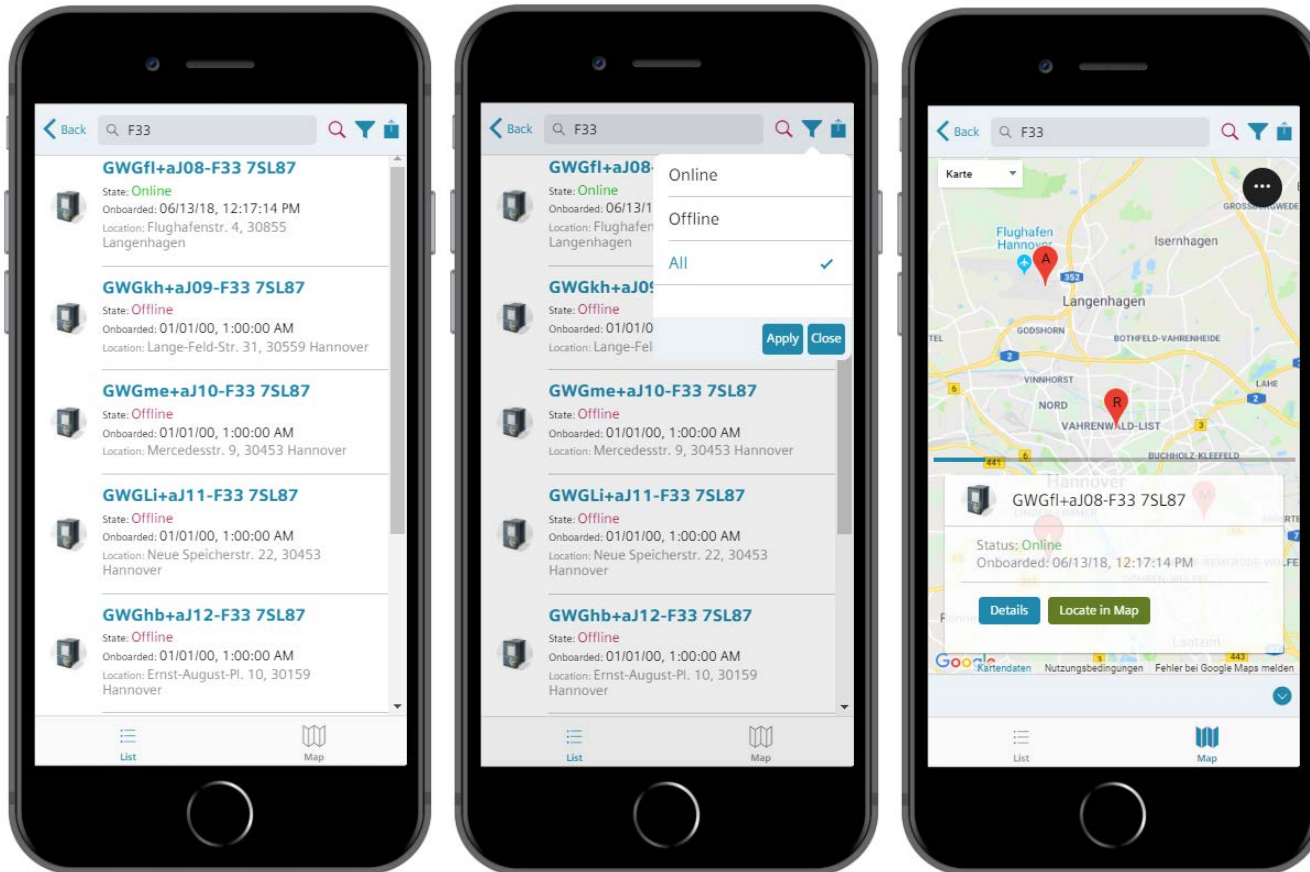 Back
F33
GWGfl+aJ08-F33 7SL87
State: Online
Onboarded: 06/13/18, 12:17:14 PM
Location: Flughafenstr. 4, 30855
Langenhagen
GWGkh+aJ09-F33 7SL87
State: Offline
Onboarded: 01/01/00, 1:00:00 AM
Location: Lange-Feld-Str. 31, 30559 Hannover
GWGme+aJ10-F33 7SL87
State: Offline
Onboarded: 01/01/00, 1:00:00 AM
Location: Mercedesstr. 9, 30453 Hannover
GWGLi+aJ11-F33 7SL87
State: Offline
Onboarded: 01/01/00, 1:00:00 AM
Location: Neue Speicherstr. 22, 30453
Hannover
GWGhb+aJ12-F33 7SL87
State: Offline
Onboarded: 01/01/00, 1:00:00 AM
Location: Ernst-August-Pl. 10, 30159
Hannover
List
Map
Back
F33
GWGfl+aJ08-
State: Online
Onboarded: 06/13/1
Location: Flughafen
Langenhagen
GWGkh+aJ09
State: Offline
Onboarded: 01/01/0
Location: Lange-Fel
Online
Offline
All
Apply
Close
GWGme+aJ10-F33 7SL87
State: Offline
Onboarded: 01/01/00, 1:00:00 AM
Location: Mercedesstr. 9, 30453 Hannover
GWGLi+aJ11-F33 7SL87
State: Offline
Onboarded: 01/01/00, 1:00:00 AM
Location: Neue Speicherstr. 22, 30453
Hannover
GWGhb+aJ12-F33 7SL87
State: Offline
Onboarded: 01/01/00, 1:00:00 AM
Location: Ernst-August-Pl. 10, 30159
Hannover
List
Map
Back
F33
Karte
Flughafen
Hannover
Isernhagen
A
352
Langenhagen
GODSHORN
BOTHFELD-VAHRENHEIDE
2
VINNHORST
LAHE
6
2
NORD
R
VAHRENWALD-LIST
3
BUCHHOLZ-KLEEFELD
441
6
Hannover
M
GWGfl+aJ08-F33 7SL87
Status: Online
Onboarded: 06/13/18, 12:17:14 PM
Details
Locate in Map
Laatzen
3
443
Google
Kartendaten
Nutzungsbedingungen
Fehler bei Google Maps melden
List
Map